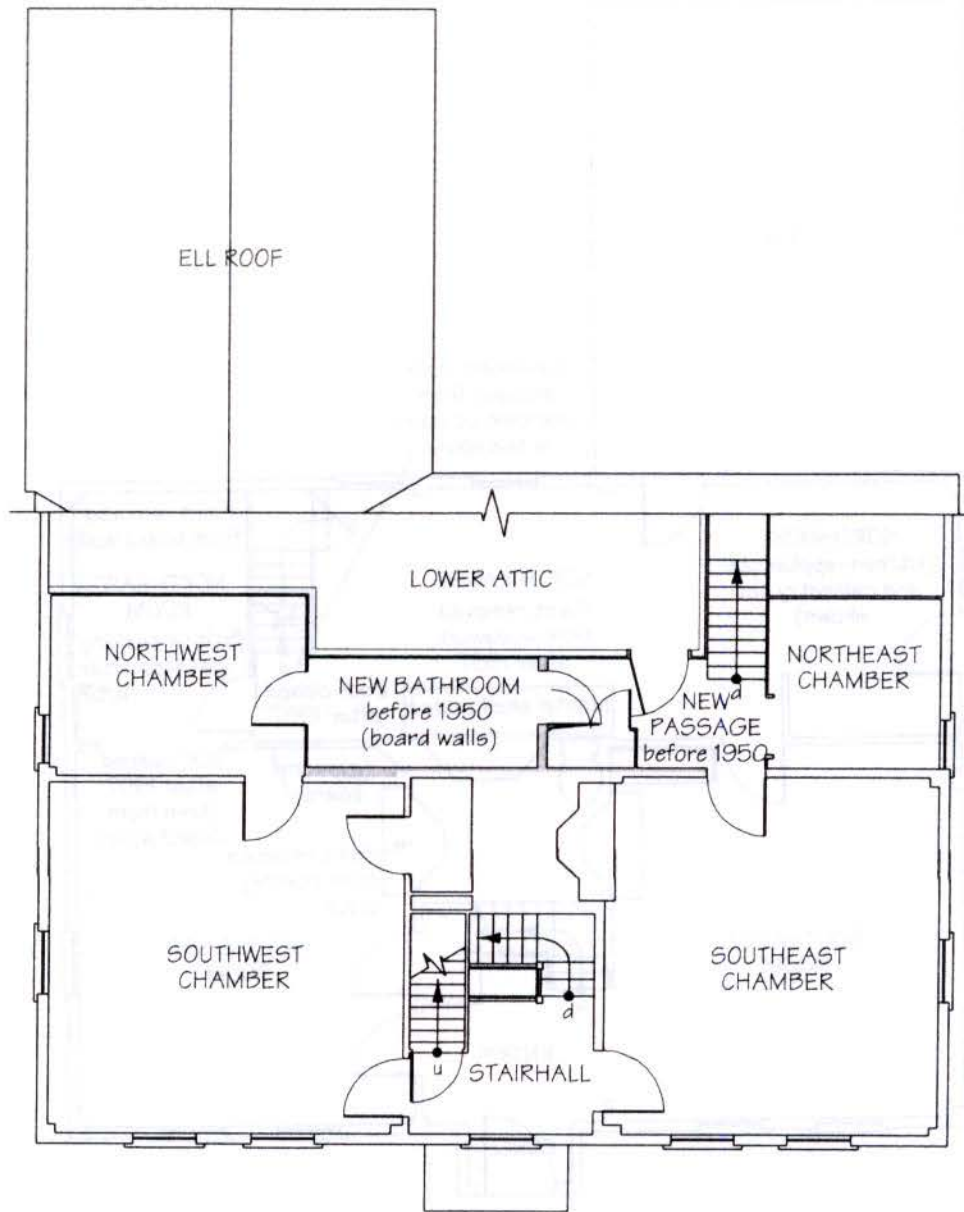 ELL ROOF
LOWER ATTIC
NORTHWEST
CHAMBER
NEW BATHROOM
before 1950
(board walls)
d
NEW
PASSAGE
before 1950
NORTHEAST
CHAMBER
SOUTHWEST
CHAMBER
SOUTHEAST
CHAMBER
d
u
STAIRHALL